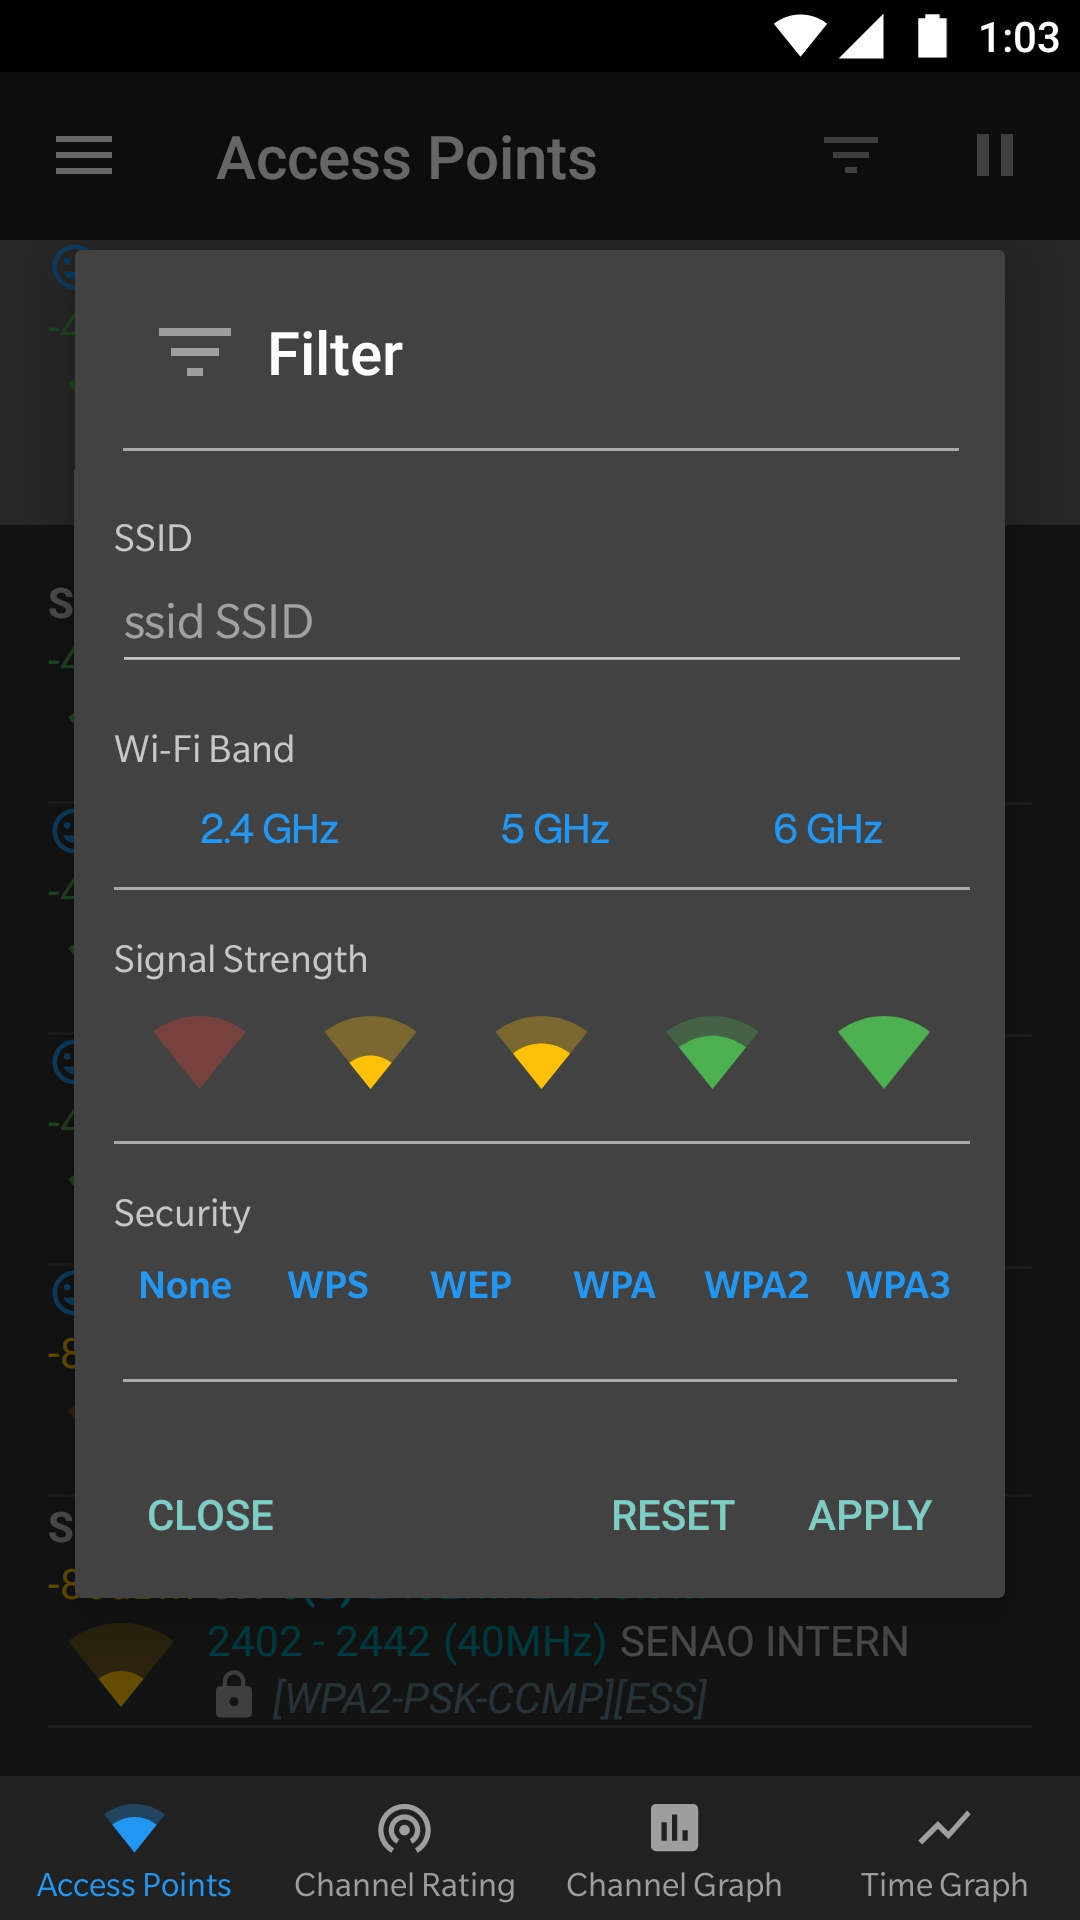 1:03
Access Points
Filter
SSID
ssid SSID
Wi-Fi Band
2.4 GHz 5 GHz 6 GHz
Signal Strength
Security
None WPS WEP WPA WPA2 WPA3
CLOSE RESET APPLY
2402 - 2442 (40MHz) SENAO INTERN
[WPA2-PSK-CCMP][ESS]
Access Points Channel Rating Channel Graph Time Graph